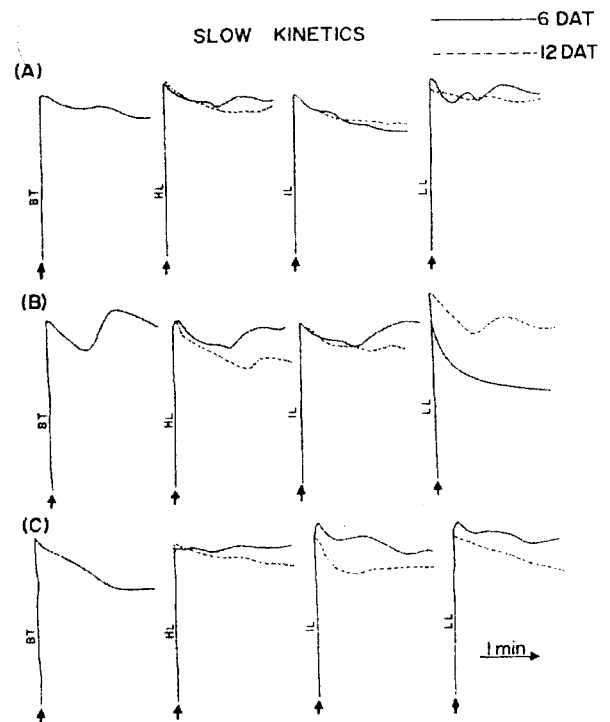 SLOW KINETICS
6 DAT
12 DAT
(A)
BT
HL
IL
LL
(B)
BT
HL
IL
LL
(C)
BT
HL
IL
LL
1 min